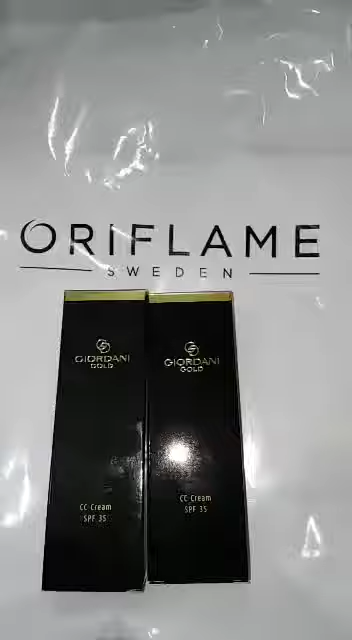 ORIFLAME
SWEDEN
GIORDANI
GOLD
CC Cream
SPF 35
GIORDANI
GOLD
CC Cream
SPF 35